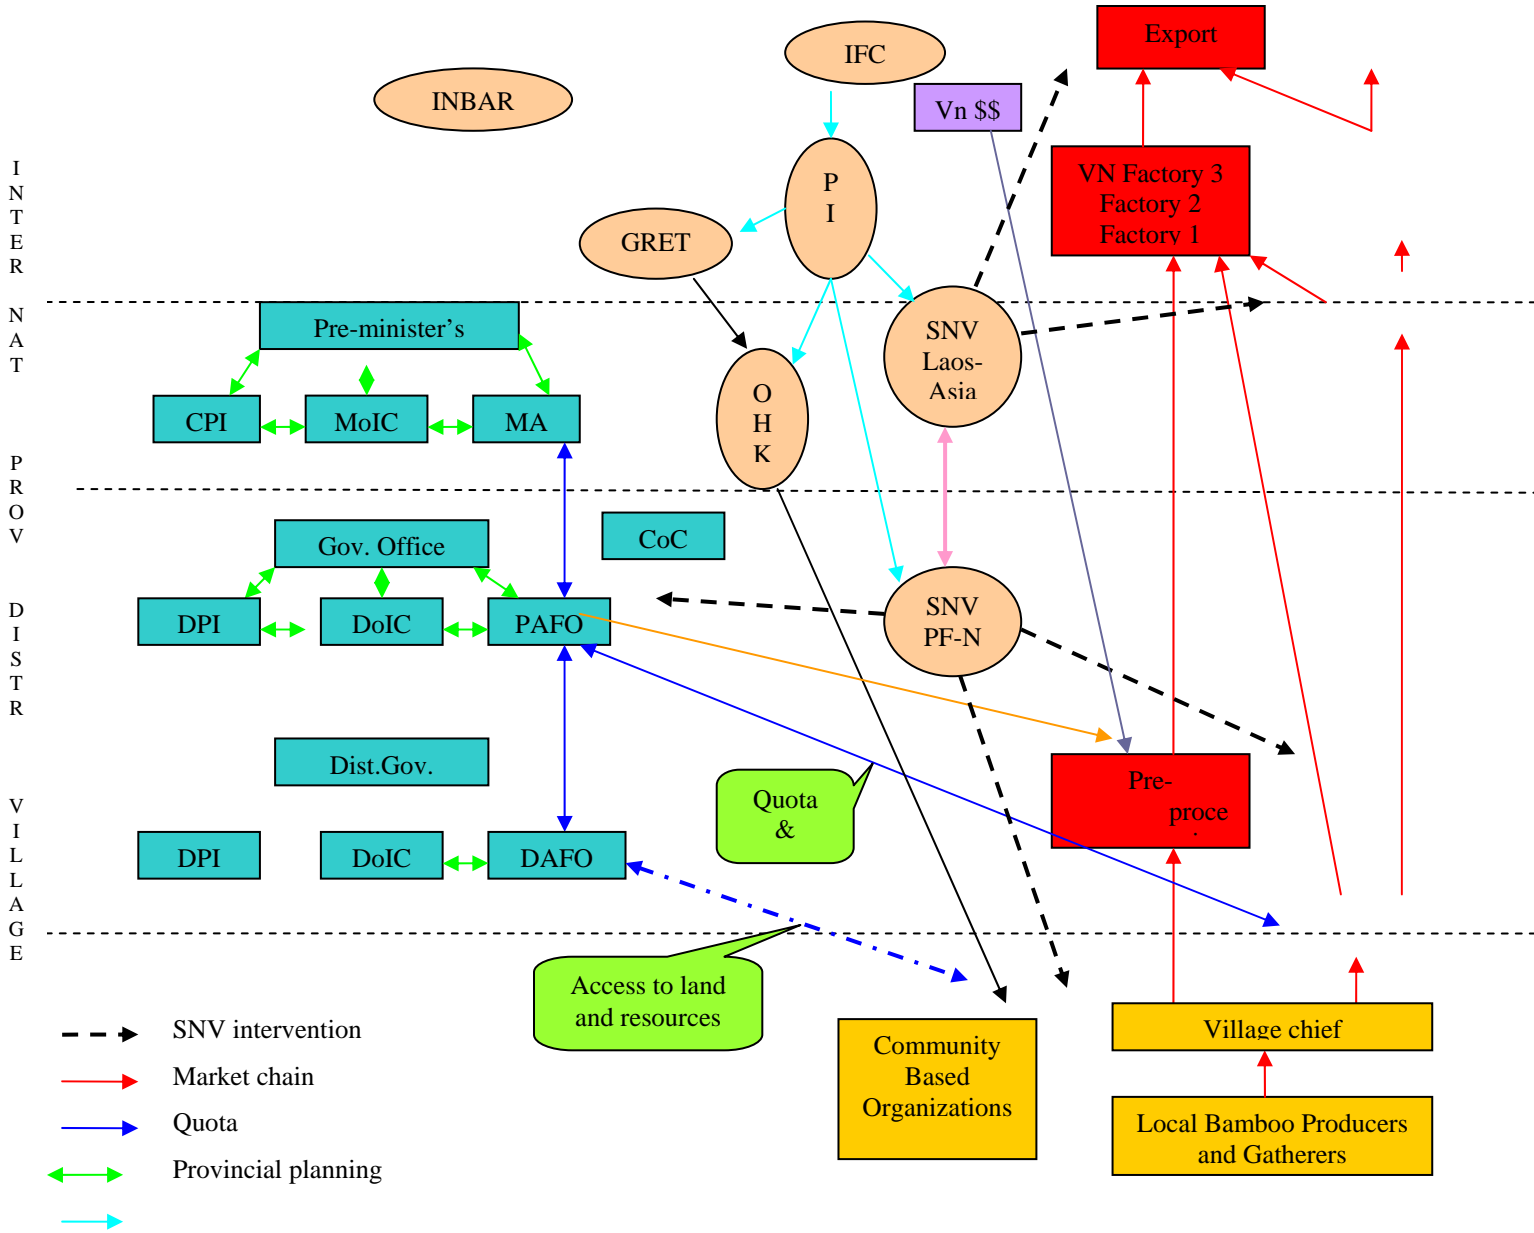 Export
IFC
INBAR
Vn $$
P
I
VN Factory 3
Factory 2
Factory 1
GRET
I
N
T
E
R
N
A
T
Pre-minister's
SNV
Laos-
Asia
O
H
K
CPI
MoIC
MA
P
R
O
V
Gov. Office
CoC
DPI
DoIC
PAFO
SNV
PF-N
D
I
S
T
R
Dist.Gov.
Quota
&
Pre-
proce
V
I
L
L
A
G
E
DPI
DoIC
DAFO
Access to land
and resources
Community
Based
Organizations
Village chief
Local Bamboo Producers
and Gatherers
SNV intervention
Market chain
Quota
Provincial planning